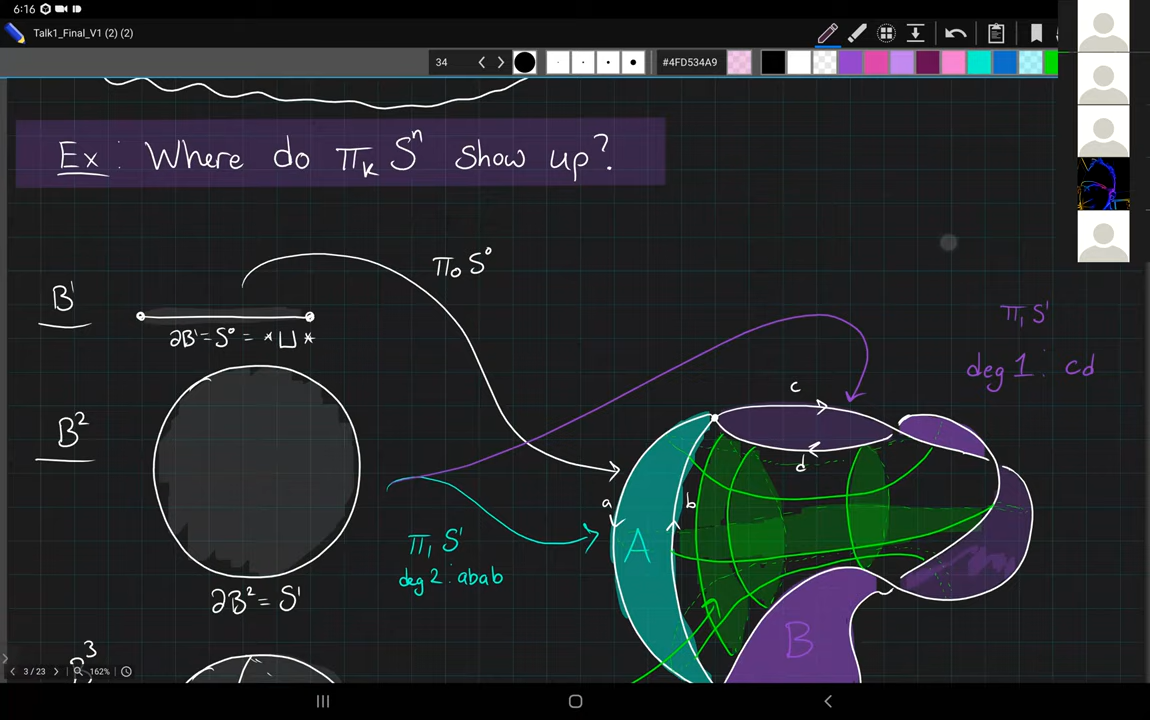 6:16
Talk1_Final_V1 (2) (2)
34
#4FD534A9
Ex: Where do π_k S^n show up?
π_0 S^0
B^1
∂B^1 = S^0 = * ⊔ *
π_1 S^1
deg 1: cd
c
B^2
d
a
b
A
π_1 S^1
deg 2: abab
∂B^2 = S^1
B
3
3 / 23
162%